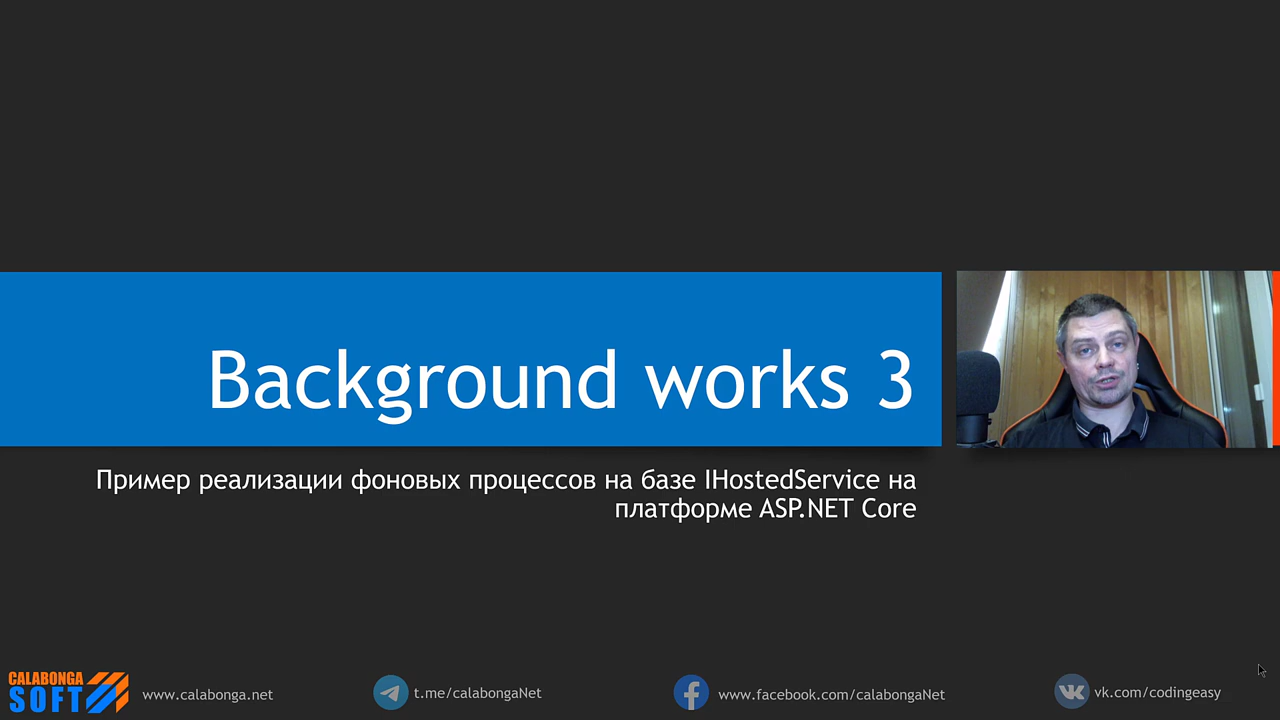 Background works 3
Пример реализации фоновых процессов на базе IHostedService на
платформе ASP.NET Core
CALABONGA
SOFT
www.calabonga.net
t.me/calabongaNet
www.facebook.com/calabongaNet
vk.com/codingeasy